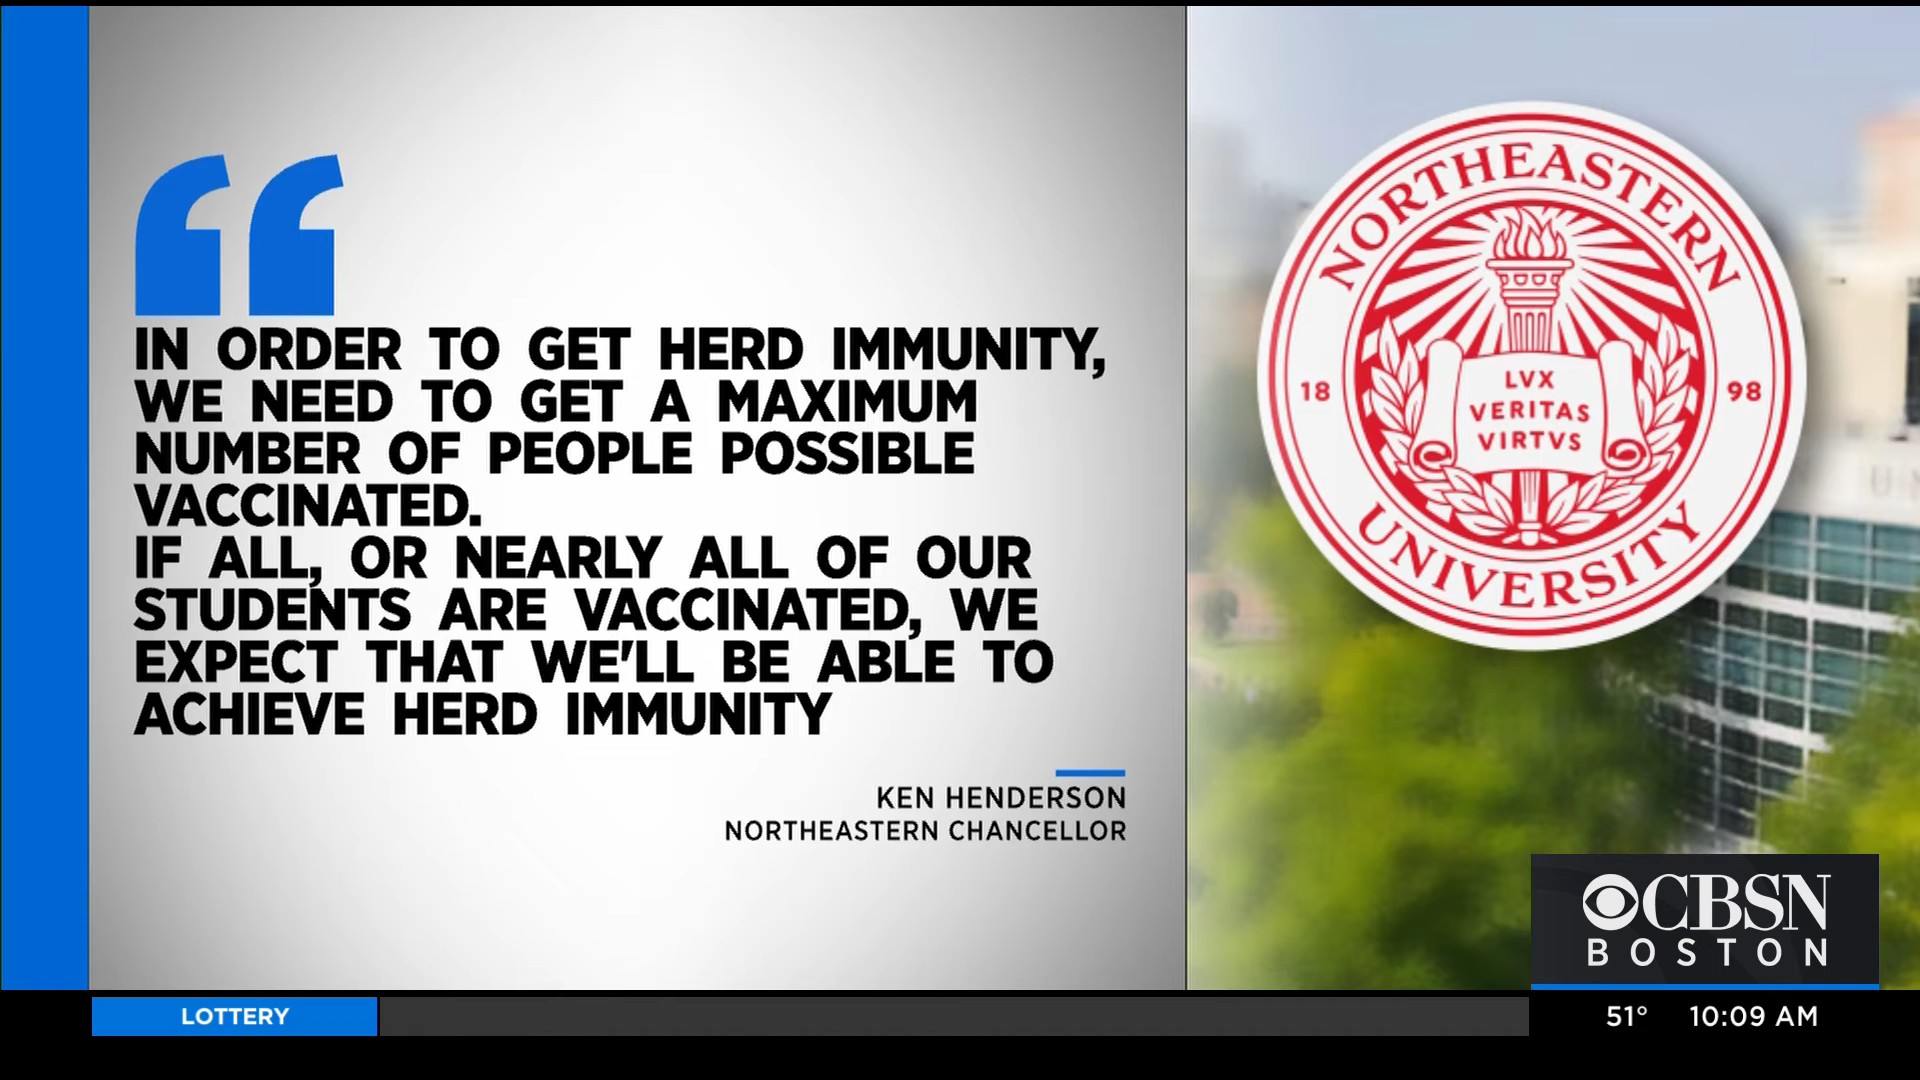 IN ORDER TO GET HERD IMMUNITY,
WE NEED TO GET A MAXIMUM
NUMBER OF PEOPLE POSSIBLE
VACCINATED.
IF ALL, OR NEARLY ALL OF OUR
STUDENTS ARE VACCINATED, WE
EXPECT THAT WE'LL BE ABLE TO
ACHIEVE HERD IMMUNITY
KEN HENDERSON
NORTHEASTERN CHANCELLOR
NORTHEASTERN
18 98
LVX
VERITAS
VIRTVS
UNIVERSITY
CBSN
BOSTON
LOTTERY
51° 10:09 AM